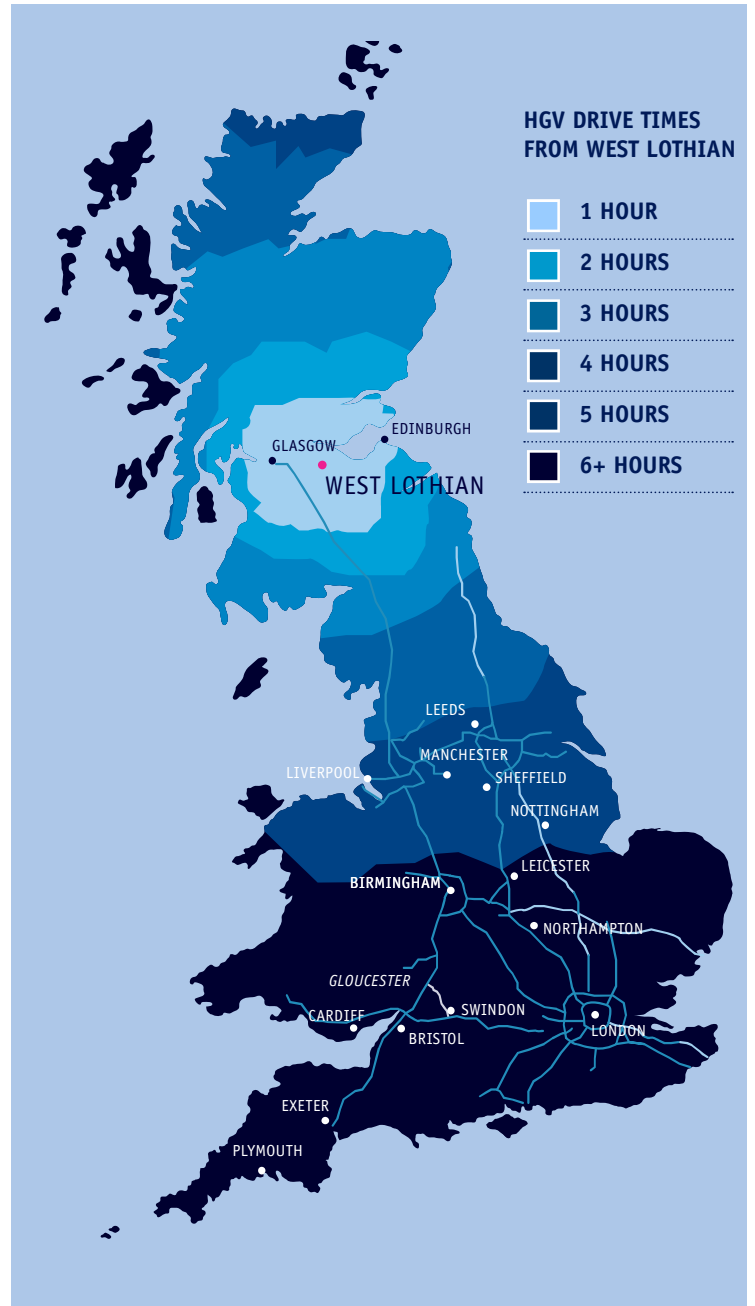 HGV DRIVE TIMES
FROM WEST LOTHIAN
1 HOUR
2 HOURS
3 HOURS
4 HOURS
5 HOURS
6+ HOURS
EDINBURGH
GLASGOW
WEST LOTHIAN
LEEDS
MANCHESTER
LIVERPOOL
SHEFFIELD
NOTTINGHAM
LEICESTER
BIRMINGHAM
NORTHAMPTON
GLOUCESTER
SWINDON
CARDIFF
LONDON
BRISTOL
EXETER
PLYMOUTH